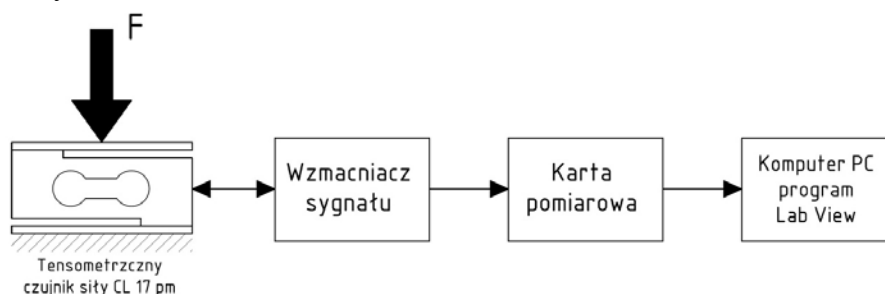 F
Wzmacniacz
sygnału
Karta
pomiarowa
Komputer PC
program
Lab View
Tensometrzczny
czujnik siły CL 17 pm